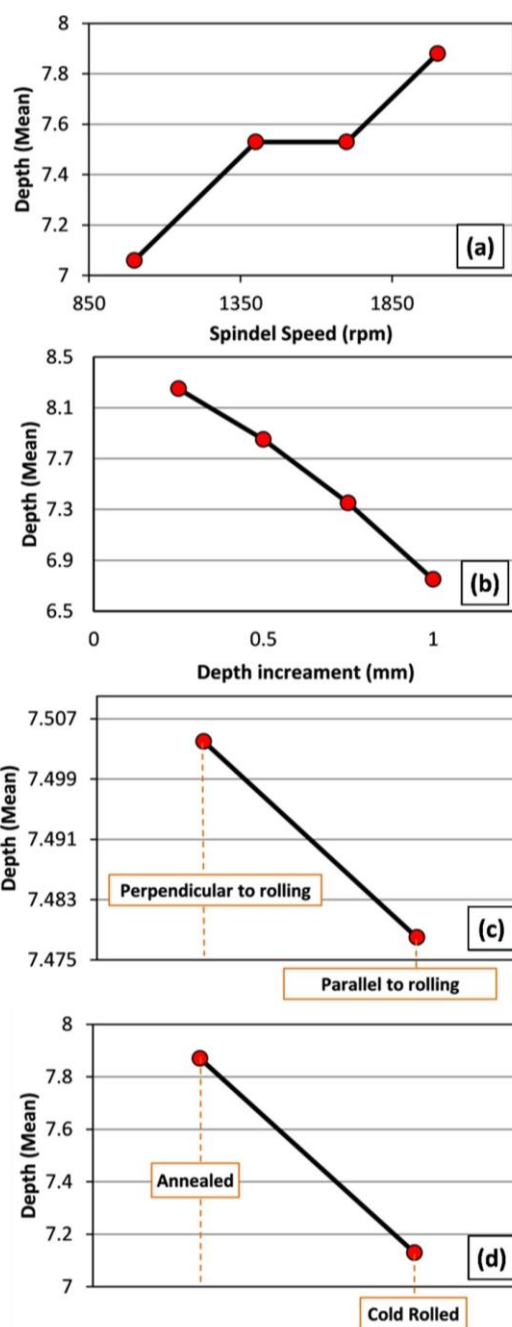 8
7.8
7.6
7.4
7.2
7
Depth (Mean)
(a)
850 1350 1850
Spindel Speed (rpm)
8.5
8.1
7.7
7.3
6.9
6.5
Depth (Mean)
(b)
0 0.5 1
Depth increament (mm)
7.507
7.499
7.491
7.483
7.475
Depth (Mean)
Perpendicular to rolling
(c)
Parallel to rolling
8
7.8
7.6
7.4
7.2
7
Depth (Mean)
Annealed
(d)
Cold Rolled